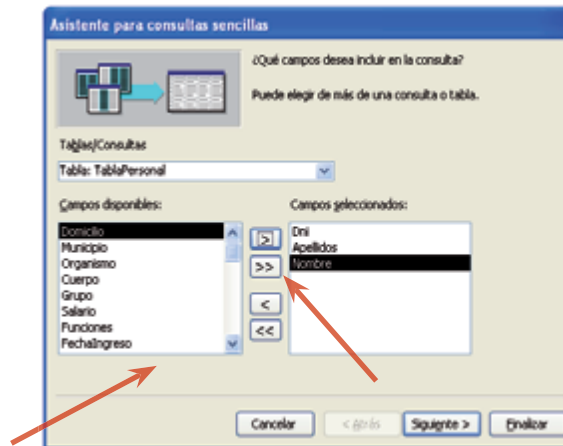 Asistente para consultas sencillas
¿Qué campos desea incluir en la consulta?
Puede elegir de más de una consulta o tabla.
Tablas/Consultas
Tabla: TablaPersonal
Campos disponibles:
Domicilio
Municipio
Organismo
Cuerpo
Grupo
Salario
Funciones
FechaIngreso
>
>>
<
<<
Campos seleccionados:
Dni
Apellidos
Nombre
Cancelar
< Atrás
Siguiente >
Finalizar